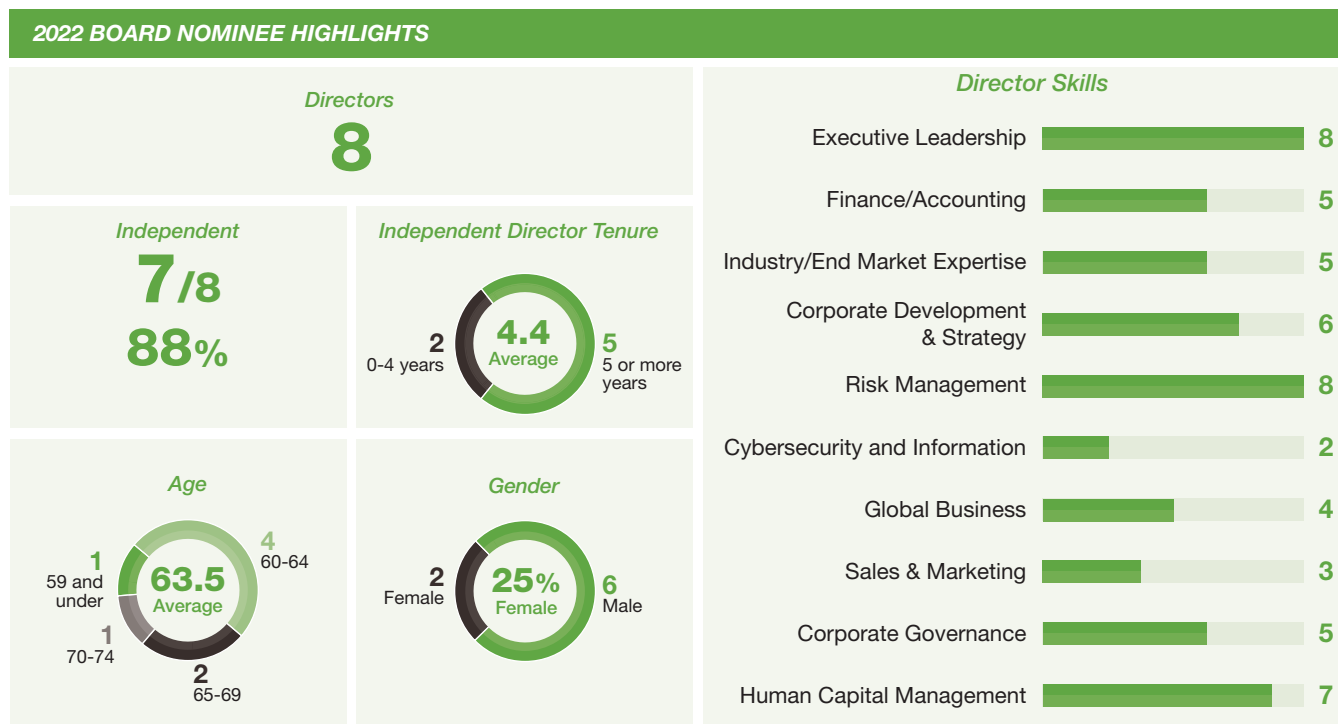 2022 BOARD NOMINEE HIGHLIGHTS
Directors
8
Independent
7/8
88%
Independent Director Tenure
2
0-4 years
4.4
Average
5
5 or more
years
Age
1
59 and
under
63.5
Average
4
60-64
1
70-74
2
65-69
Gender
2
Female
25%
Female
6
Male
Director Skills
Executive Leadership 8
Finance/Accounting 5
Industry/End Market Expertise 5
Corporate Development
& Strategy 6
Risk Management 8
Cybersecurity and Information 2
Global Business 4
Sales & Marketing 3
Corporate Governance 5
Human Capital Management 7